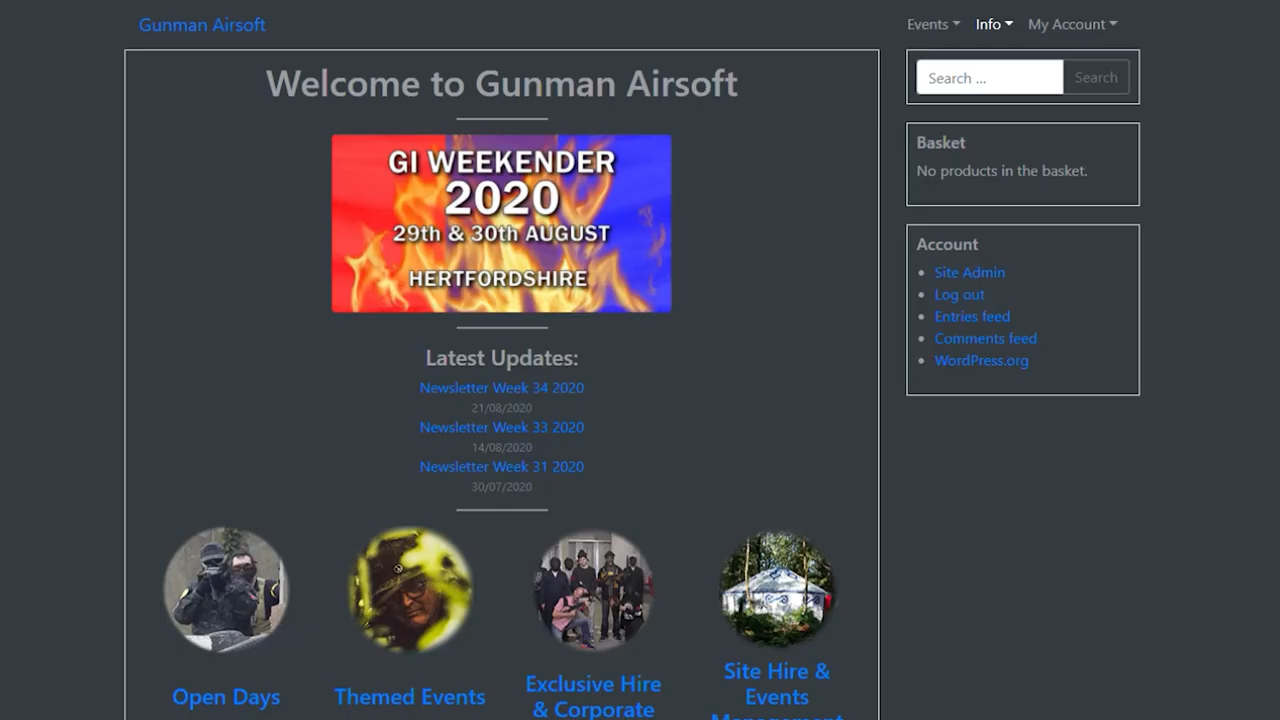 Gunman Airsoft
Events
Info
My Account
Welcome to Gunman Airsoft
GI WEEKENDER
2020
29th & 30th AUGUST
HERTFORDSHIRE
Latest Updates:
Newsletter Week 34 2020
21/08/2020
Newsletter Week 33 2020
14/08/2020
Newsletter Week 31 2020
30/07/2020
Open Days
Themed Events
Exclusive Hire
& Corporate
Site Hire &
Events
Management
Search ...
Search
Basket
No products in the basket.
Account
Site Admin
Log out
Entries feed
Comments feed
WordPress.org